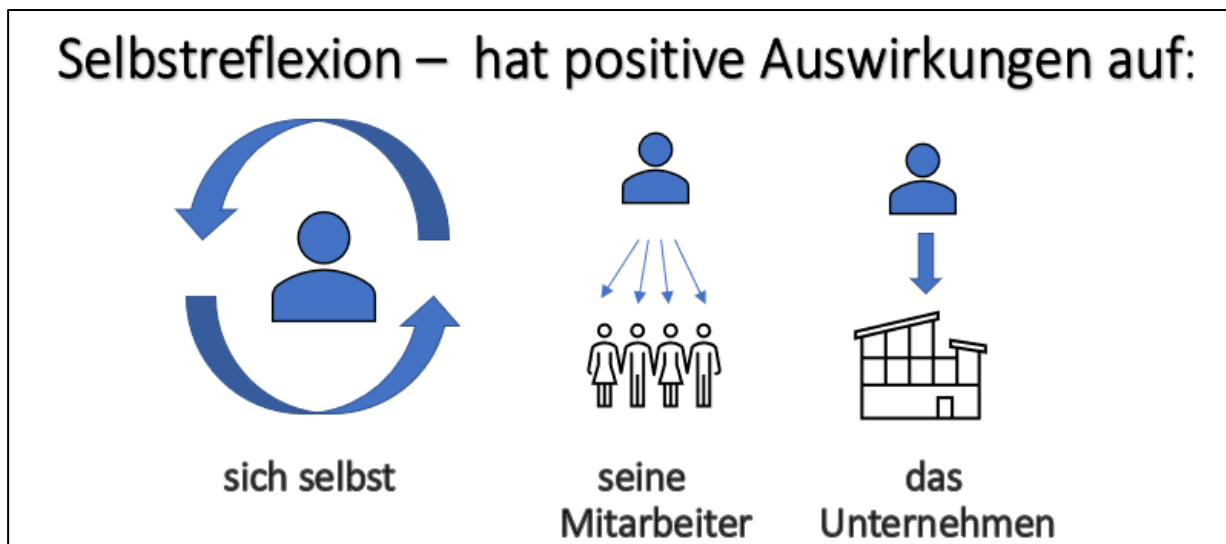 Selbstreflexion – hat positive Auswirkungen auf:
sich selbst
seine
Mitarbeiter
das
Unternehmen